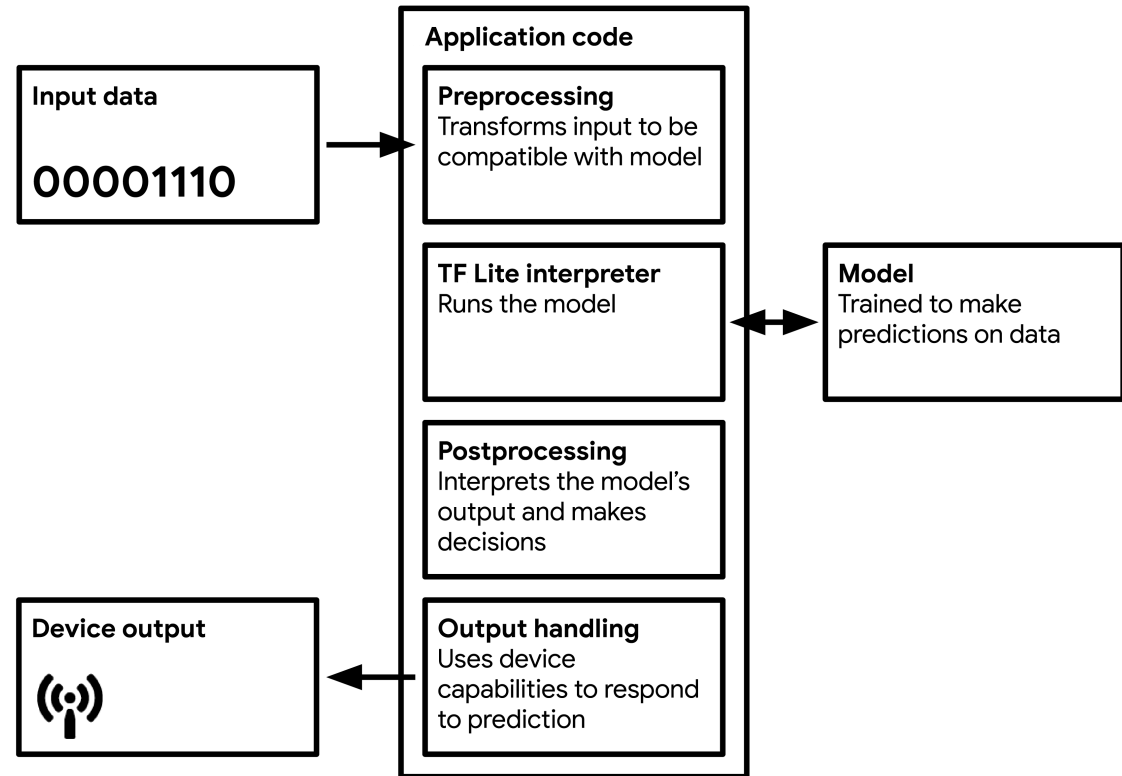 Application code
Input data
00001110
Preprocessing
Transforms input to be
compatible with model
TF Lite interpreter
Runs the model
Model
Trained to make
predictions on data
Postprocessing
Interprets the model’s
output and makes
decisions
Device output
Output handling
Uses device
capabilities to respond
to prediction